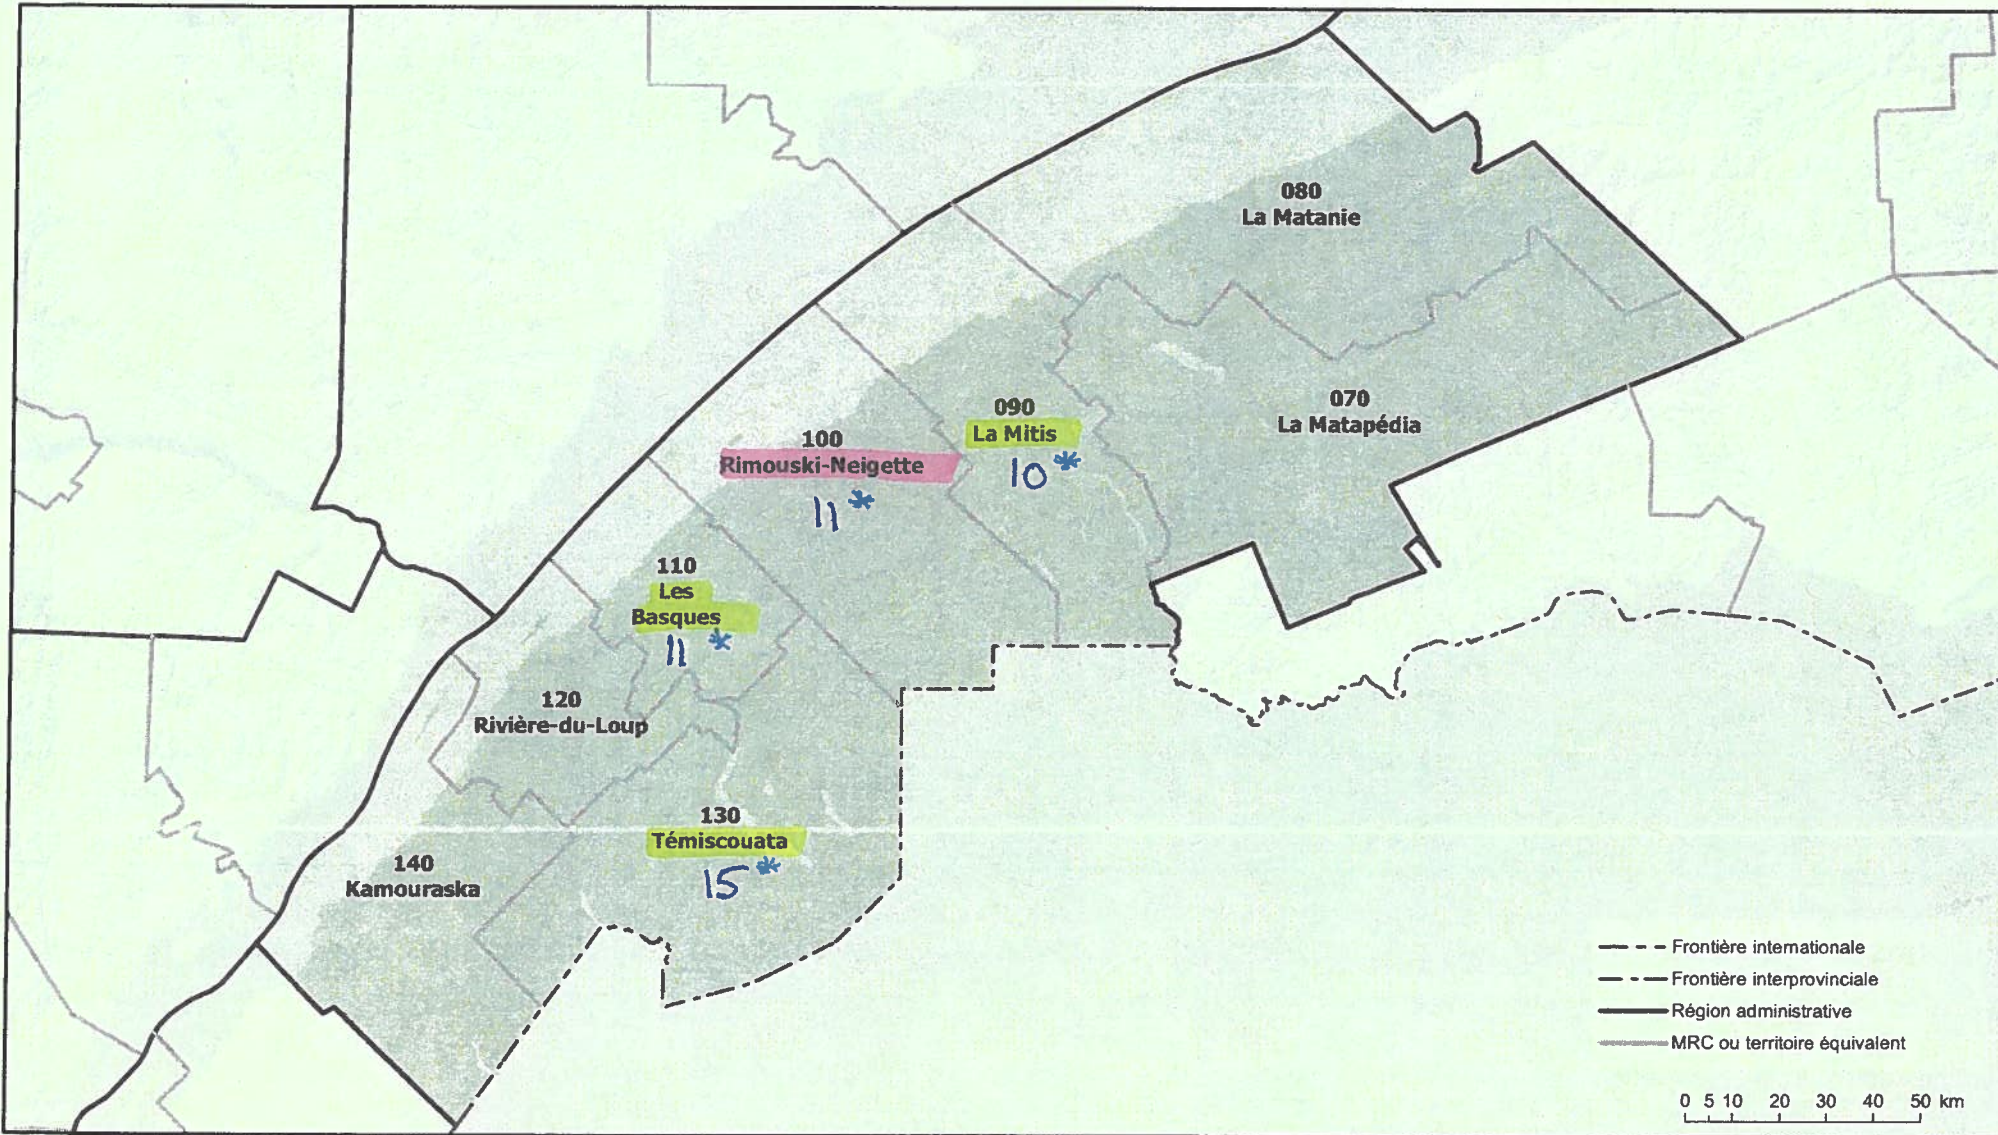 080
La Matanie
070
La Matapédia
090
La Mitis
10 *
100
Rimouski-Neigette
11 *
110
Les
Basques
11 *
120
Rivière-du-Loup
130
Témiscouata
15 *
140
Kamouraska
Frontière internationale
Frontière interprovinciale
Région administrative
MRC ou territoire équivalent
0 5 10 20 30 40 50 km